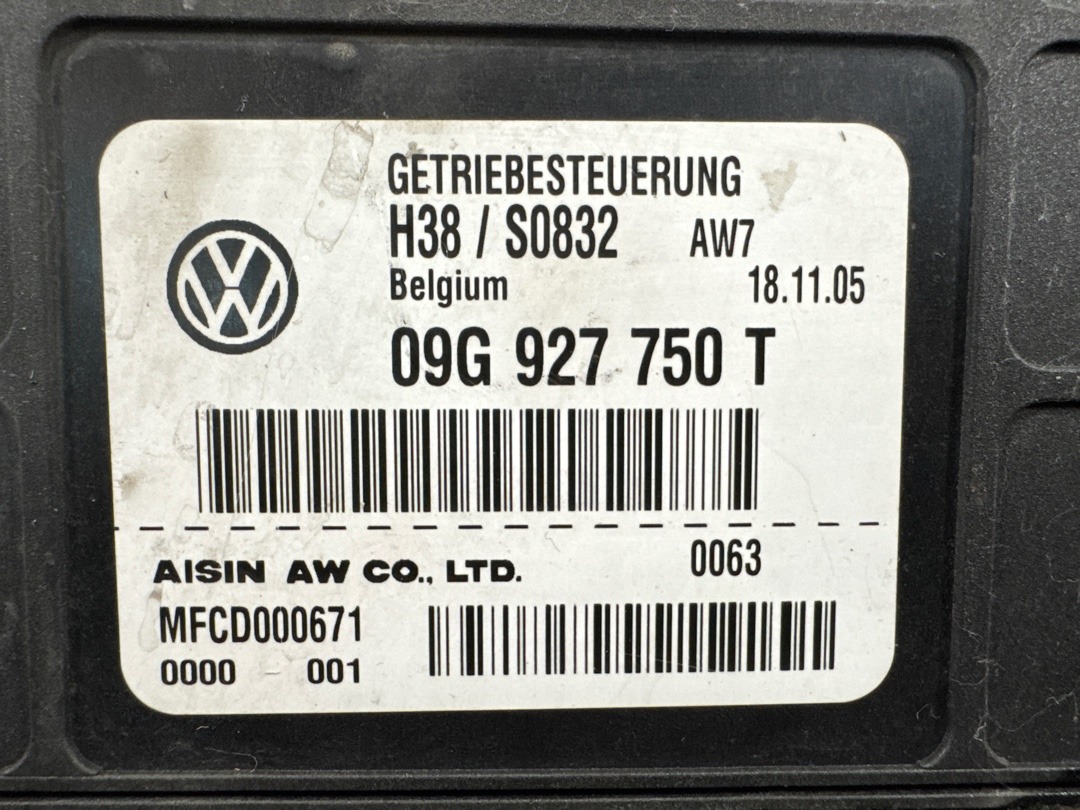 GETRIEBESTEUERUNG
H38 / S0832 AW7
Belgium 18.11.05
09G 927 750 T
AISIN AW CO., LTD. 0063
MFCD000671
0000 001